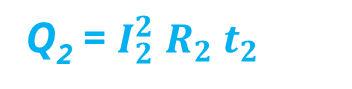 Q₂ = I₂² R₂ t₂